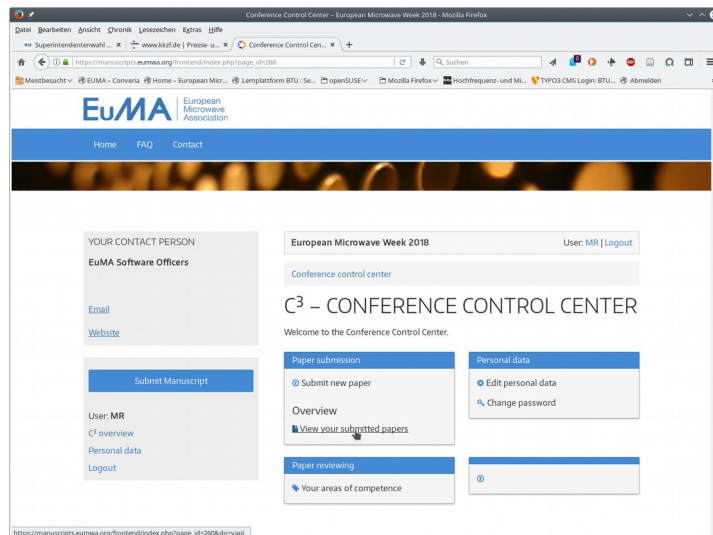 Conference Control Center – European Microwave Week 2018 - Mozilla Firefox
Datei Bearbeiten Ansicht Chronik Lesezeichen Extras Hilfe
Superintendentenwahl ... www.kkzf.de | Presse- u... Conference Control Cen...
https://manuscripts.eumwa.org/frontend/index.php?page_id=268 Suchen
Meistbesucht EUMA – Converia Home – European Micr... Lernplattform BTU : Se... openSUSE Mozilla Firefox Hochfrequenz- und Mi... TYPO3 CMS Login: BTU... Abmelden
EuMA European
Microwave
Association
Home FAQ Contact
YOUR CONTACT PERSON
EuMA Software Officers
Email
Website
Submit Manuscript
User: MR
C³ overview
Personal data
Logout
European Microwave Week 2018 User: MR | Logout
Conference control center
C³ – CONFERENCE CONTROL CENTER
Welcome to the Conference Control Center.
Paper submission
Submit new paper
Overview
View your submitted papers
Personal data
Edit personal data
Change password
Paper reviewing
Your areas of competence
https://manuscripts.eumwa.org/frontend/index.php?page_id=260&do=vapl